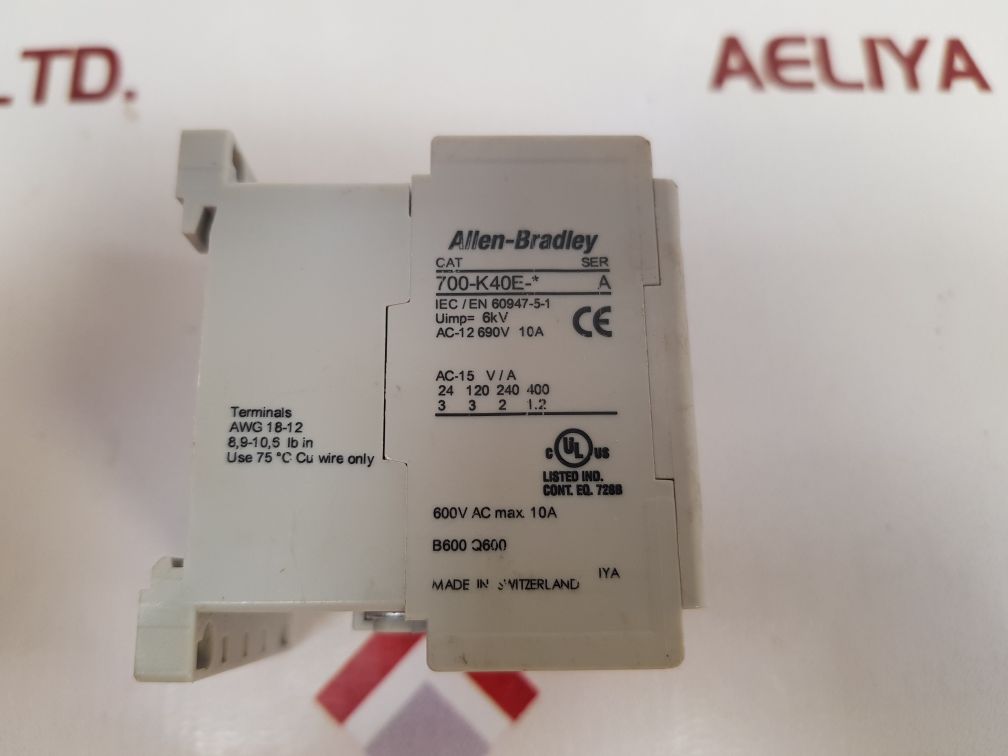 LTD.
AELIYA
Allen-Bradley
CAT SER
700-K40E-* A
IEC / EN 60947-5-1
Uimp= 6kV
AC-12 690V 10A
CE
AC-15 V / A
24 120 240 400
3 3 2 1.2
Terminals
AWG 18-12
8,9-10,5 lb in
Use 75 °C Cu wire only
C UL US
LISTED IND.
CONT. EQ. 72BB
600V AC max. 10A
B600 Q600
IYA
MADE IN SWITZERLAND